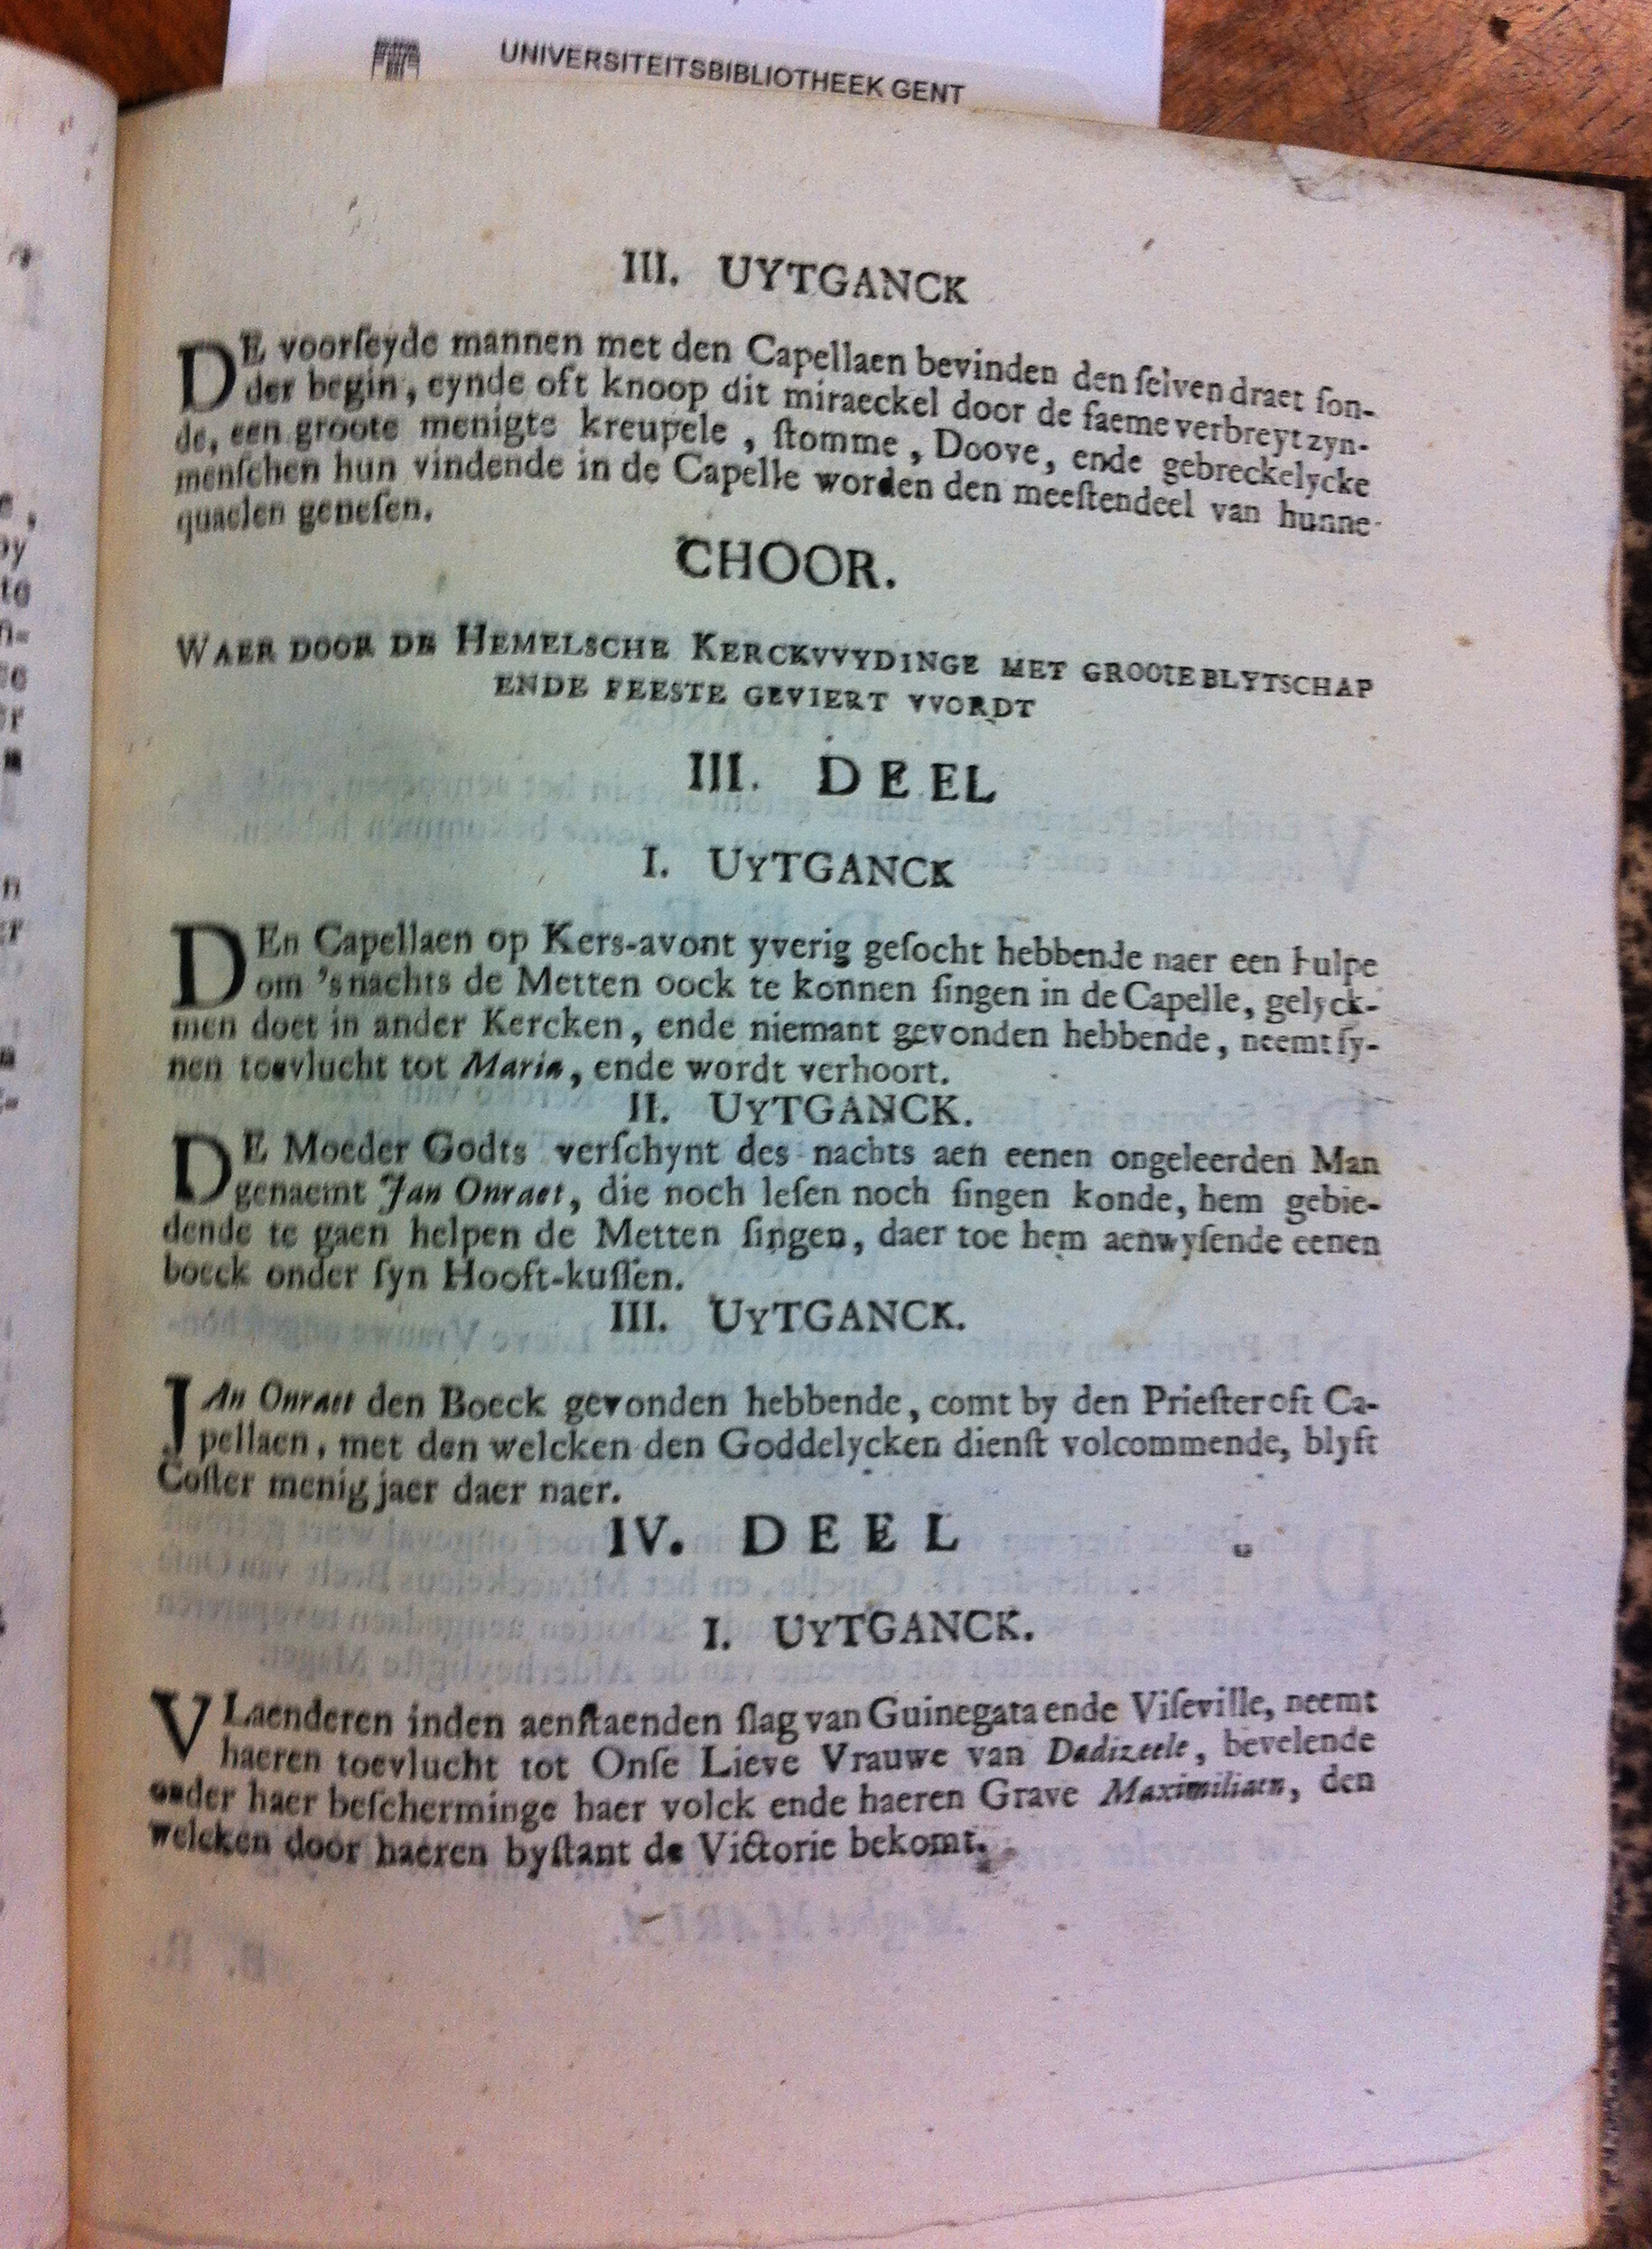 UNIVERSITEITSBIBLIOTHEEK GENT
III. UYTGANCK
DE voorſeyde mannen met den Capellaen bevinden den ſelven draet ſon-
der begin, eynde oft knoop dit miraeckel door de faeme verbreyt zyn-
de, een groote menigte kreupele, ſtomme, Doove, ende gebreckelycke
menſchen hun vindende in de Capelle worden den meeſtendeel van hunne
quaelen geneſen.
CHOOR.
WAER DOOR DE HEMELSCHE KERCKVVYDINGE MET GROOTE BLYTSCHAP
ENDE FEESTE GEVIERT VVORDT
III. DEEL
I. UYTGANCK
DEn Capellaen op Kers-avont yverig geſocht hebbende naer een hulpe
om 's nachts de Metten oock te konnen ſingen in de Capelle, gelyck-
men doet in ander Kercken, ende niemant gevonden hebbende, neemt ſy-
nen toevlucht tot Maria, ende wordt verhoort.
II. UYTGANCK.
DE Moeder Godts verſchynt des nachts aen eenen ongeleerden Man
genaemt Jan Onraet, die noch leſen noch ſingen konde, hem gebie-
dende te gaen helpen de Metten ſingen, daer toe hem aenwyſende eenen
boeck onder ſyn Hooft-kuſſen.
III. UYTGANCK.
JAn Onraet den Boeck gevonden hebbende, comt by den Prieſter oft Ca-
pellaen, met den welcken den Goddelycken dienſt volcommende, blyft
Coſter menig jaer daer naer.
IV. DEEL
I. UYTGANCK.
VLaenderen inden aenſtaenden ſlag van Guinegata ende Viſeville, neemt
haeren toevlucht tot Onſe Lieve Vrauwe van Dadizeele, bevelende
onder haer beſcherminge haer volck ende haeren Grave Maximiliaen, den
welcken door haeren byſtant de Victorie bekomt.